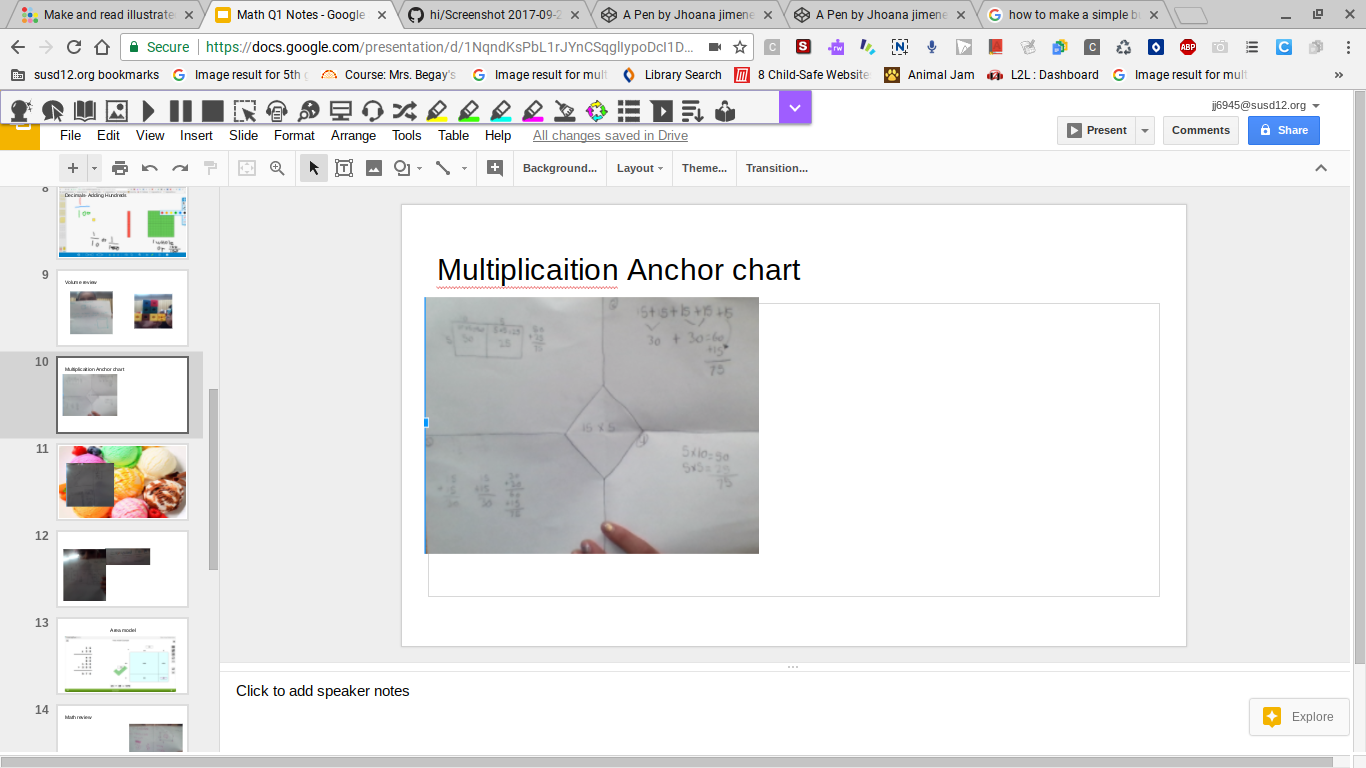 Make and read illustrate
Math Q1 Notes - Google
hi/Screenshot 2017-09-2
A Pen by Jhoana jimene
A Pen by Jhoana jimene
how to make a simple b
Secure
https://docs.google.com/presentation/d/1NqndKsPbL1rJYnCSqgllypoDcI1D...
susd12.org bookmarks
Image result for 5th g
Course: Mrs. Begay's
Image result for mult
Library Search
8 Child-Safe Website
Animal Jam
L2L : Dashboard
Image result for mult
»
jj6945@susd12.org
File Edit View Insert Slide Format Arrange Tools Table Help
All changes saved in Drive
Present
Comments
Share
Background...
Layout
Theme...
Transition...
8
Decimals- Adding Hundreds
9
Volume review
10
Multiplication Anchor chart
11
12
13
Area model
14
Math review
Multiplicaition Anchor chart
15+15+15+15+15
30 + 30=60
+15
75
15 x 5
5x10=50
5x5=25
75
Click to add speaker notes
Explore